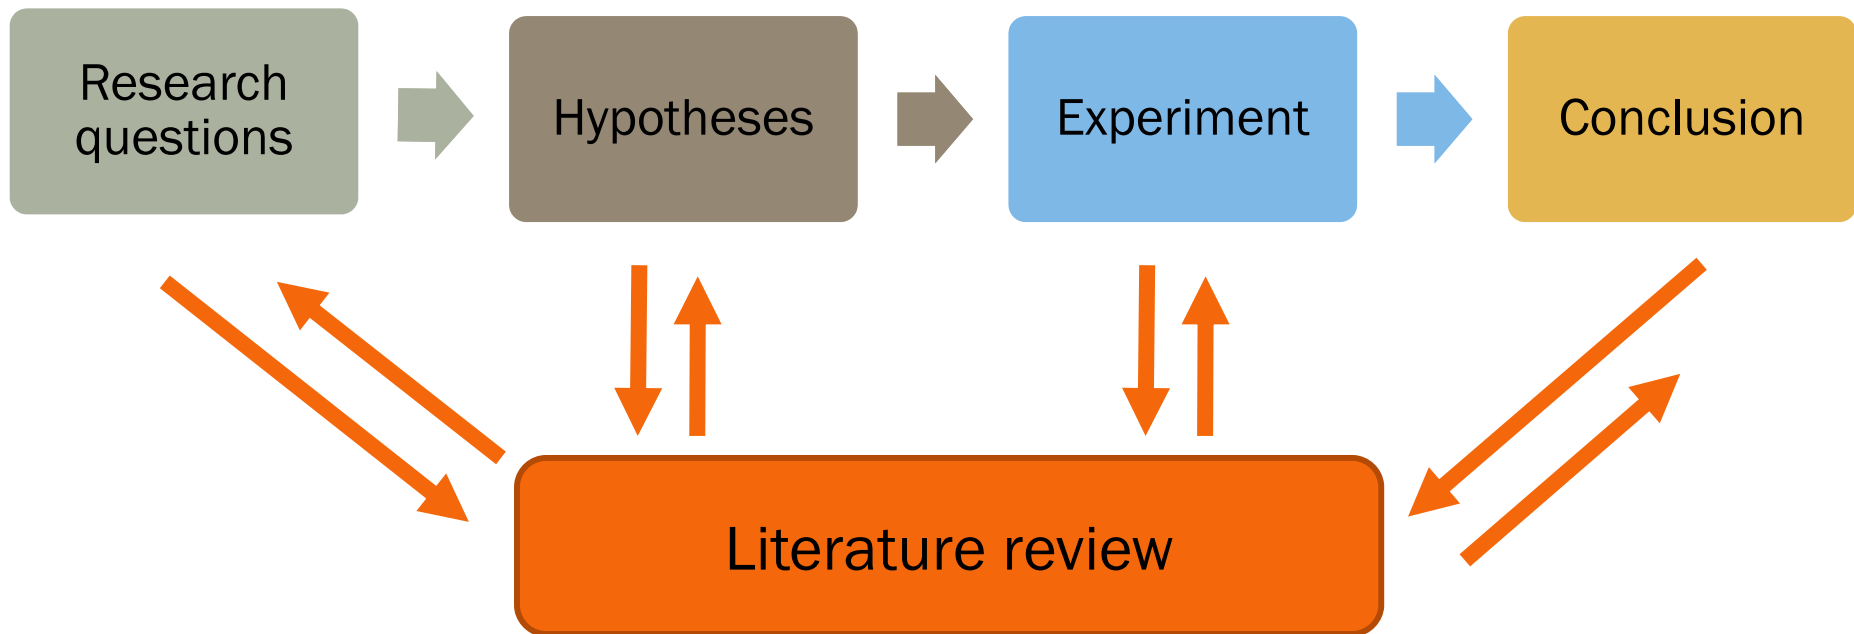 Research
questions
Hypotheses
Experiment
Conclusion
Literature review